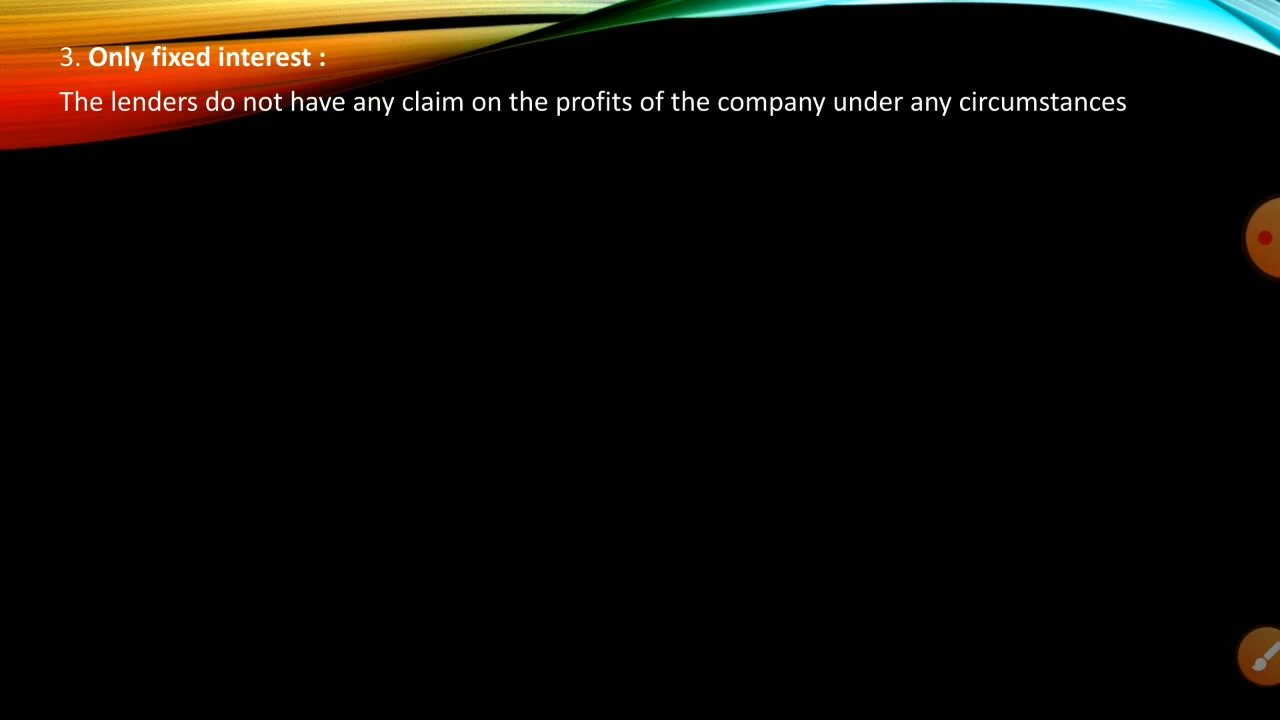 3. Only fixed interest :
The lenders do not have any claim on the profits of the company under any circumstances